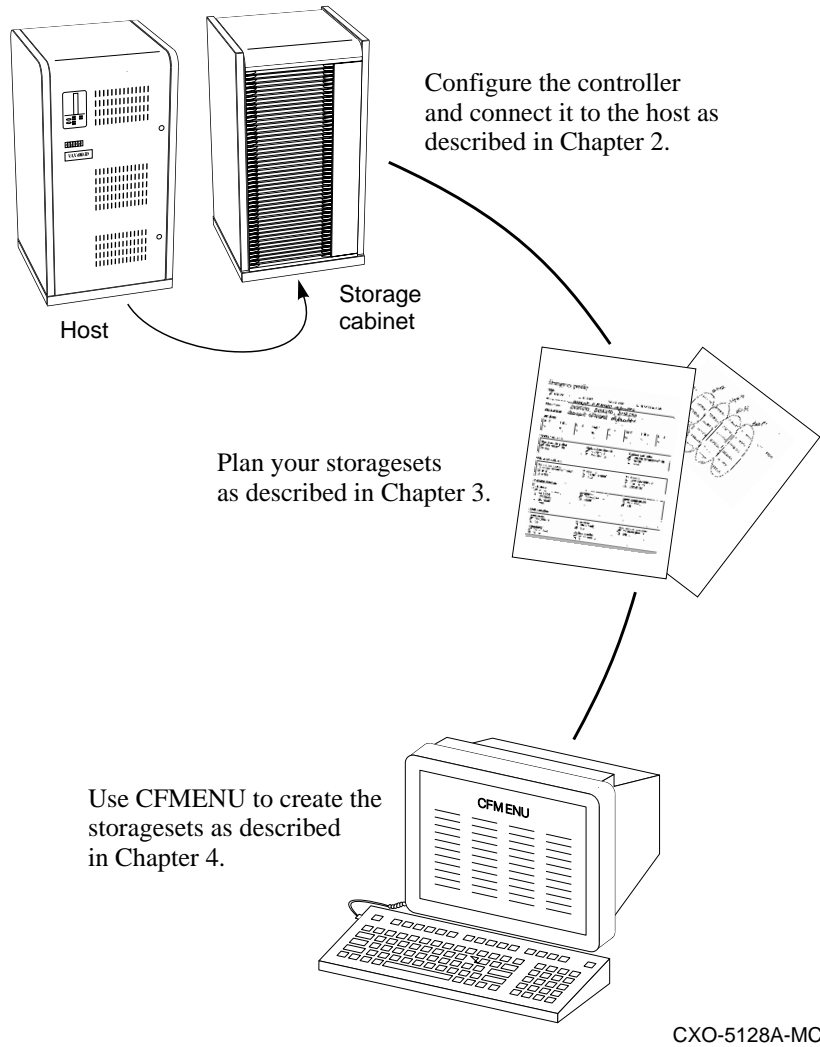 Configure the controller
and connect it to the host as
described in Chapter 2.
Host
Storage
cabinet
Plan your storagesets
as described in Chapter 3.
Use CFMENU to create the
storagesets as described
in Chapter 4.
CFMENU
CXO-5128A-MC